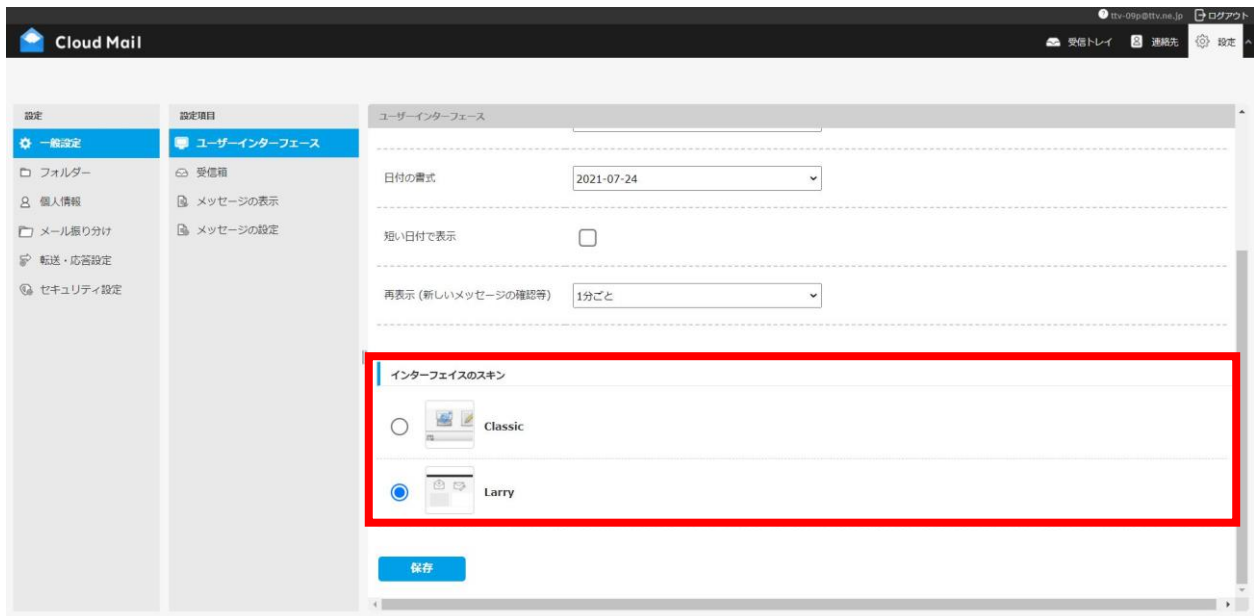 ttv-09p@ttv.ne.jp ログアウト
Cloud Mail
受信トレイ 連絡先 設定
設定
一般設定
フォルダー
個人情報
メール振り分け
転送・応答設定
セキュリティ設定
設定項目
ユーザーインターフェース
受信箱
メッセージの表示
メッセージの設定
ユーザーインターフェース
日付の書式 2021-07-24
短い日付で表示
再表示 (新しいメッセージの確認等) 1分ごと
インターフェイスのスキン
Classic
Larry
保存